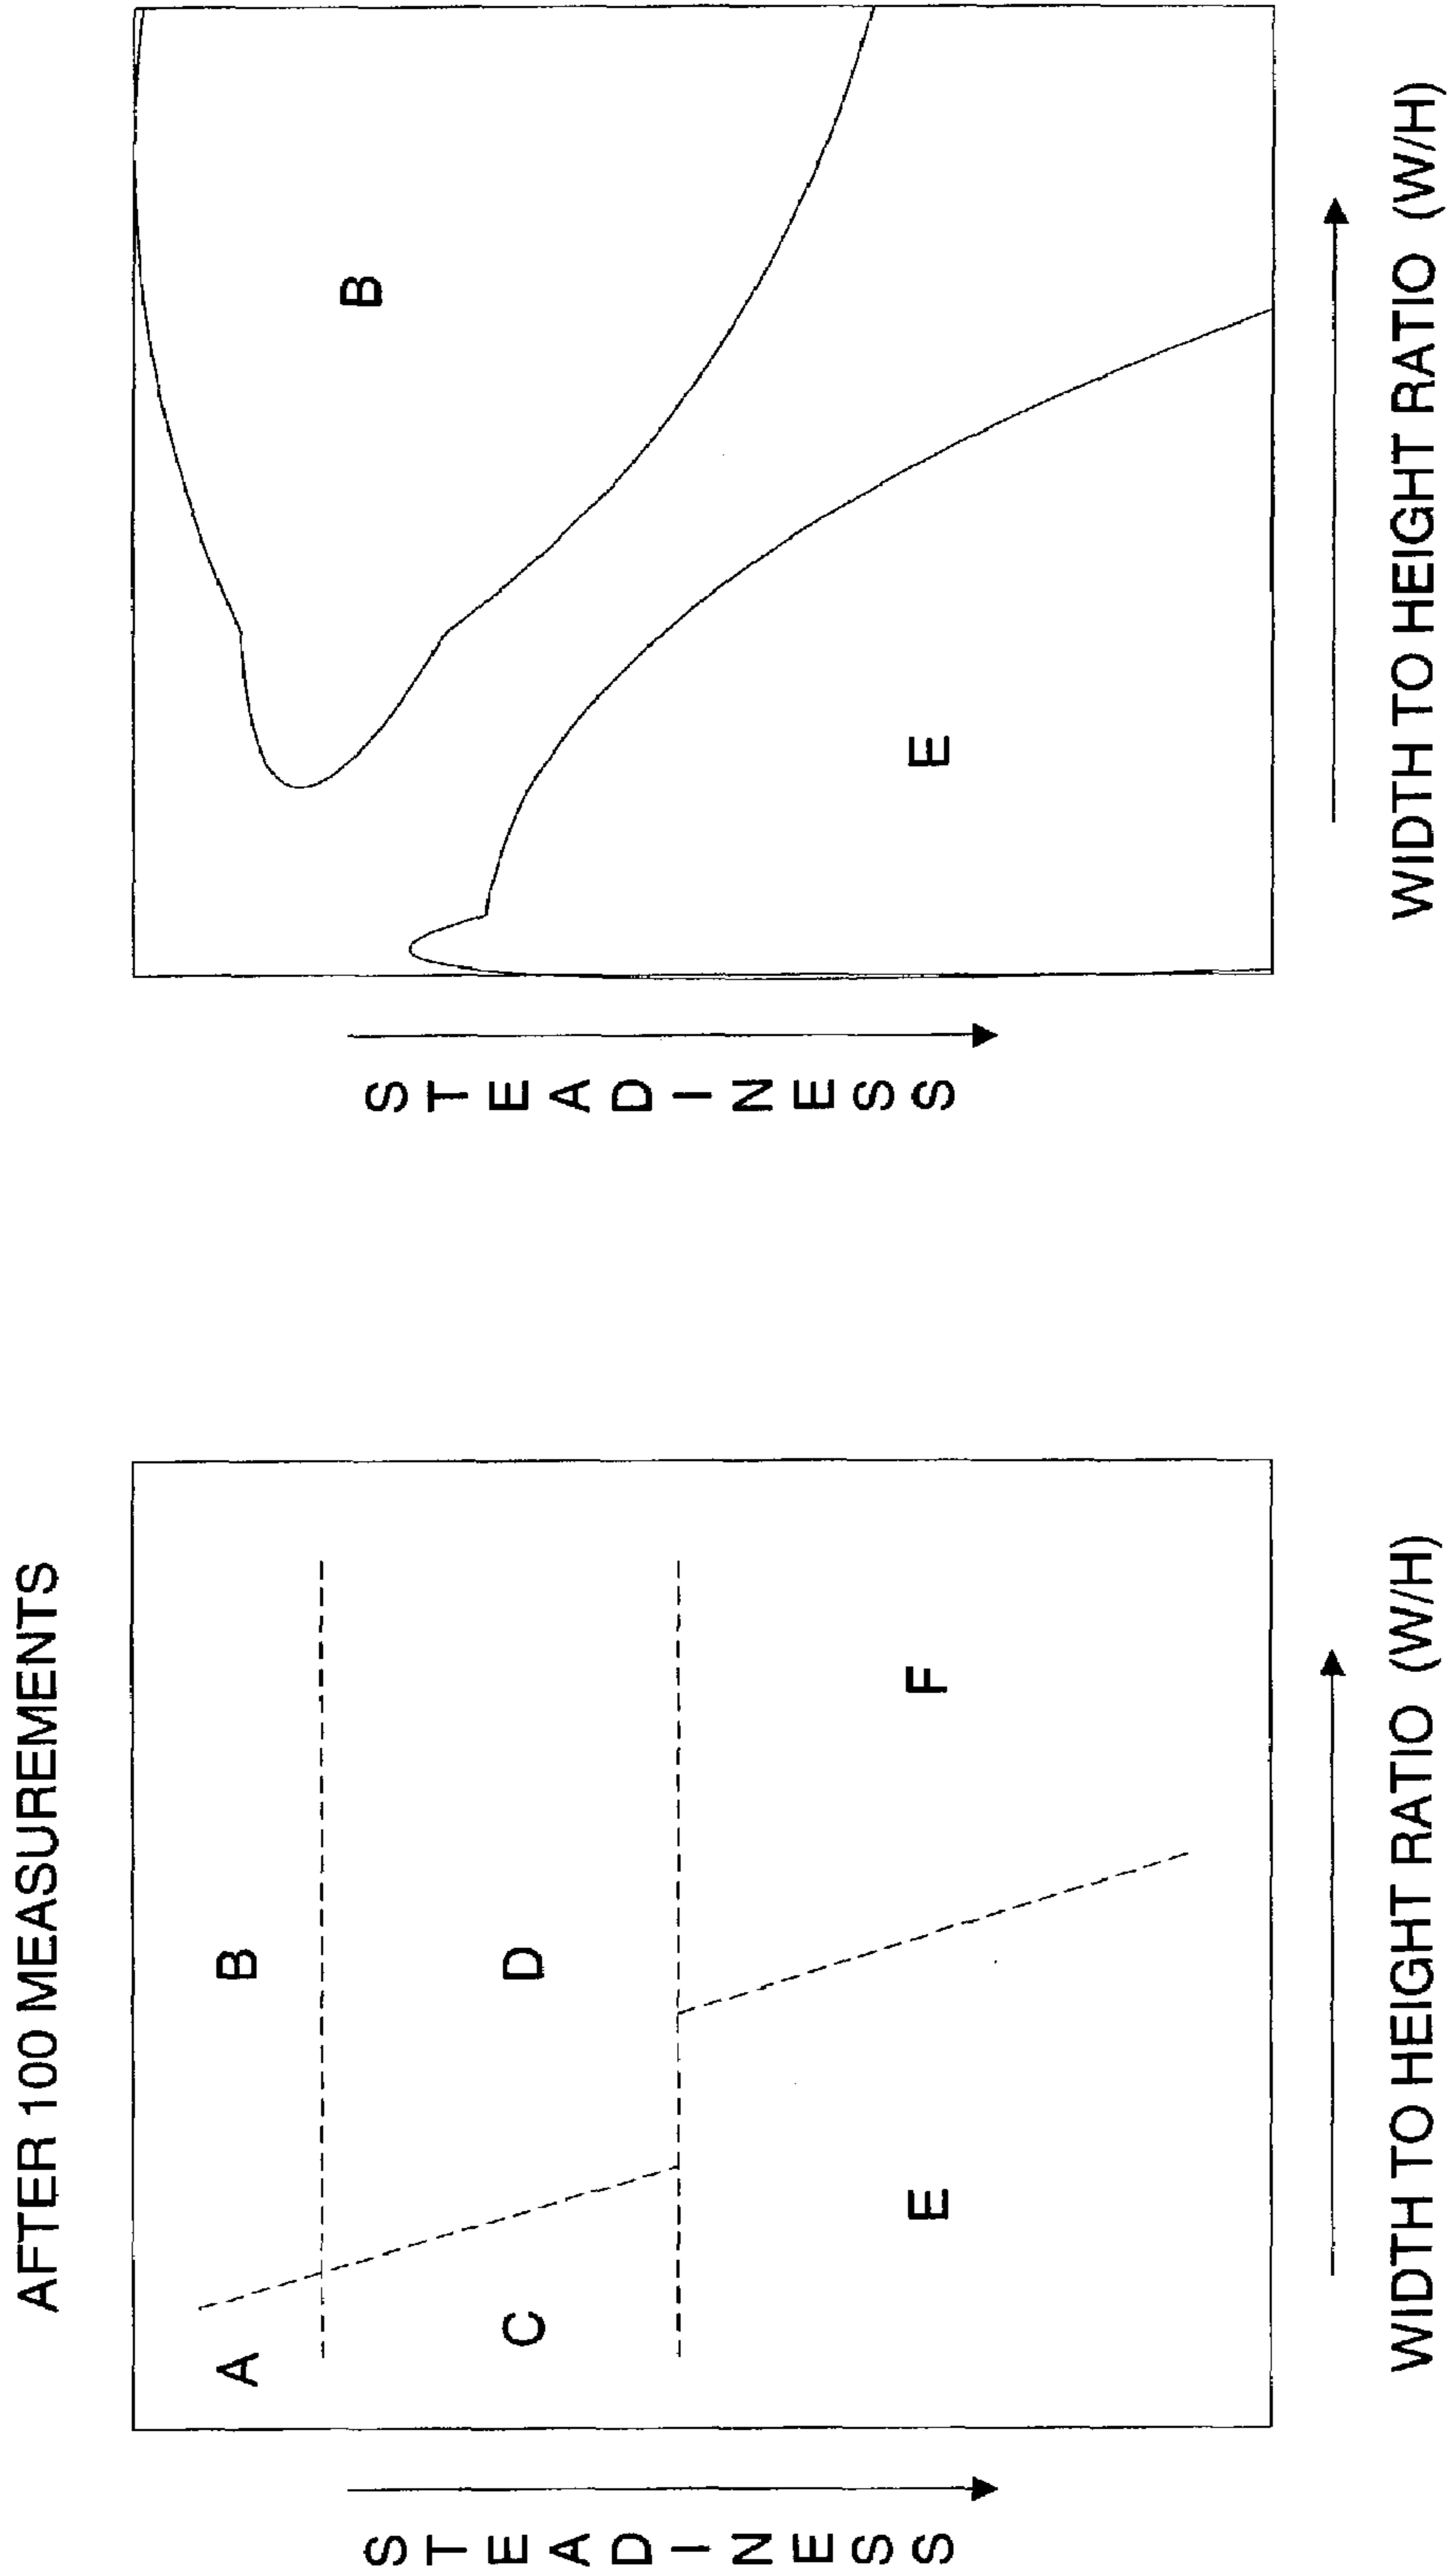 AFTER 100 MEASUREMENTS
STEADINESS
A B
C D
E F
WIDTH TO HEIGHT RATIO (W/H)
STEADINESS
B
E
WIDTH TO HEIGHT RATIO (W/H)